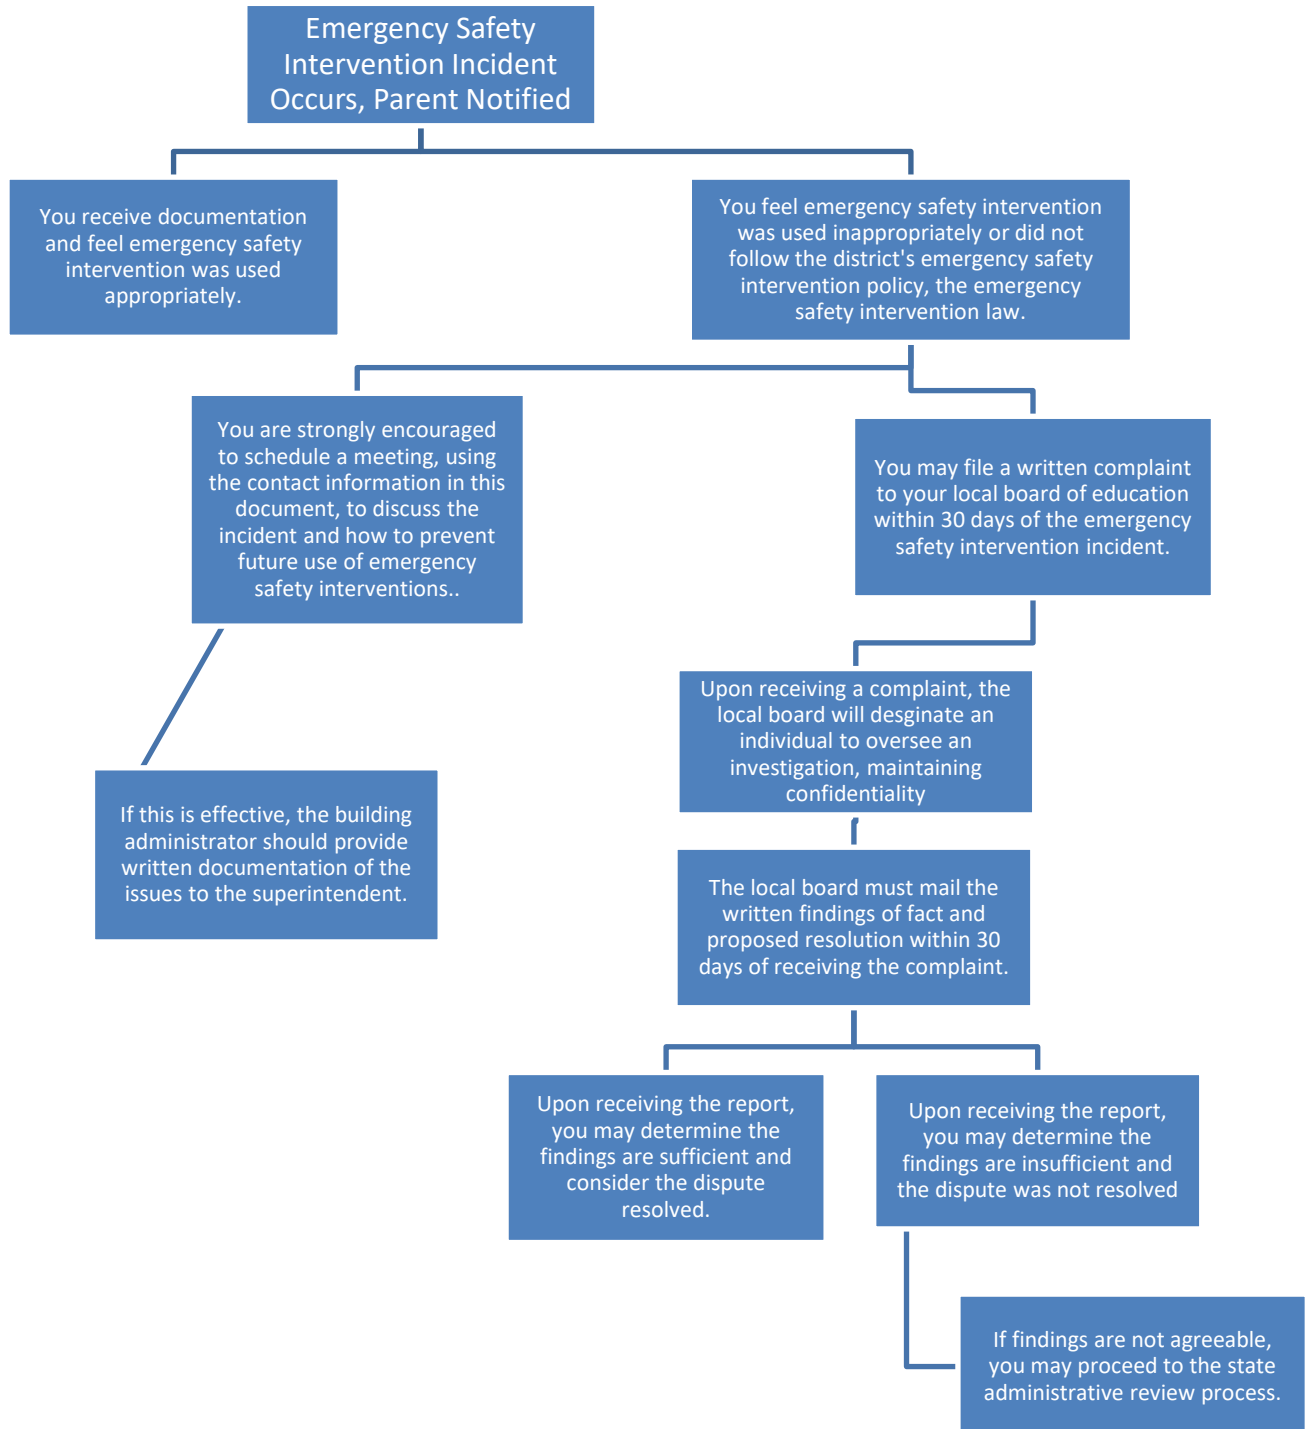 Emergency Safety
Intervention Incident
Occurs, Parent Notified
You receive documentation
and feel emergency safety
intervention was used
appropriately.
You feel emergency safety intervention
was used inappropriately or did not
follow the district's emergency safety
intervention policy, the emergency
safety intervention law.
You are strongly encouraged
to schedule a meeting, using
the contact information in this
document, to discuss the
incident and how to prevent
future use of emergency
safety interventions..
If this is effective, the building
administrator should provide
written documentation of the
issues to the superintendent.
You may file a written complaint
to your local board of education
within 30 days of the emergency
safety intervention incident.
Upon receiving a complaint, the
local board will desginate an
individual to oversee an
investigation, maintaining
confidentiality
The local board must mail the
written findings of fact and
proposed resolution within 30
days of receiving the complaint.
Upon receiving the report,
you may determine the
findings are sufficient and
consider the dispute
resolved.
Upon receiving the report,
you may determine the
findings are insufficient and
the dispute was not resolved
If findings are not agreeable,
you may proceed to the state
administrative review process.